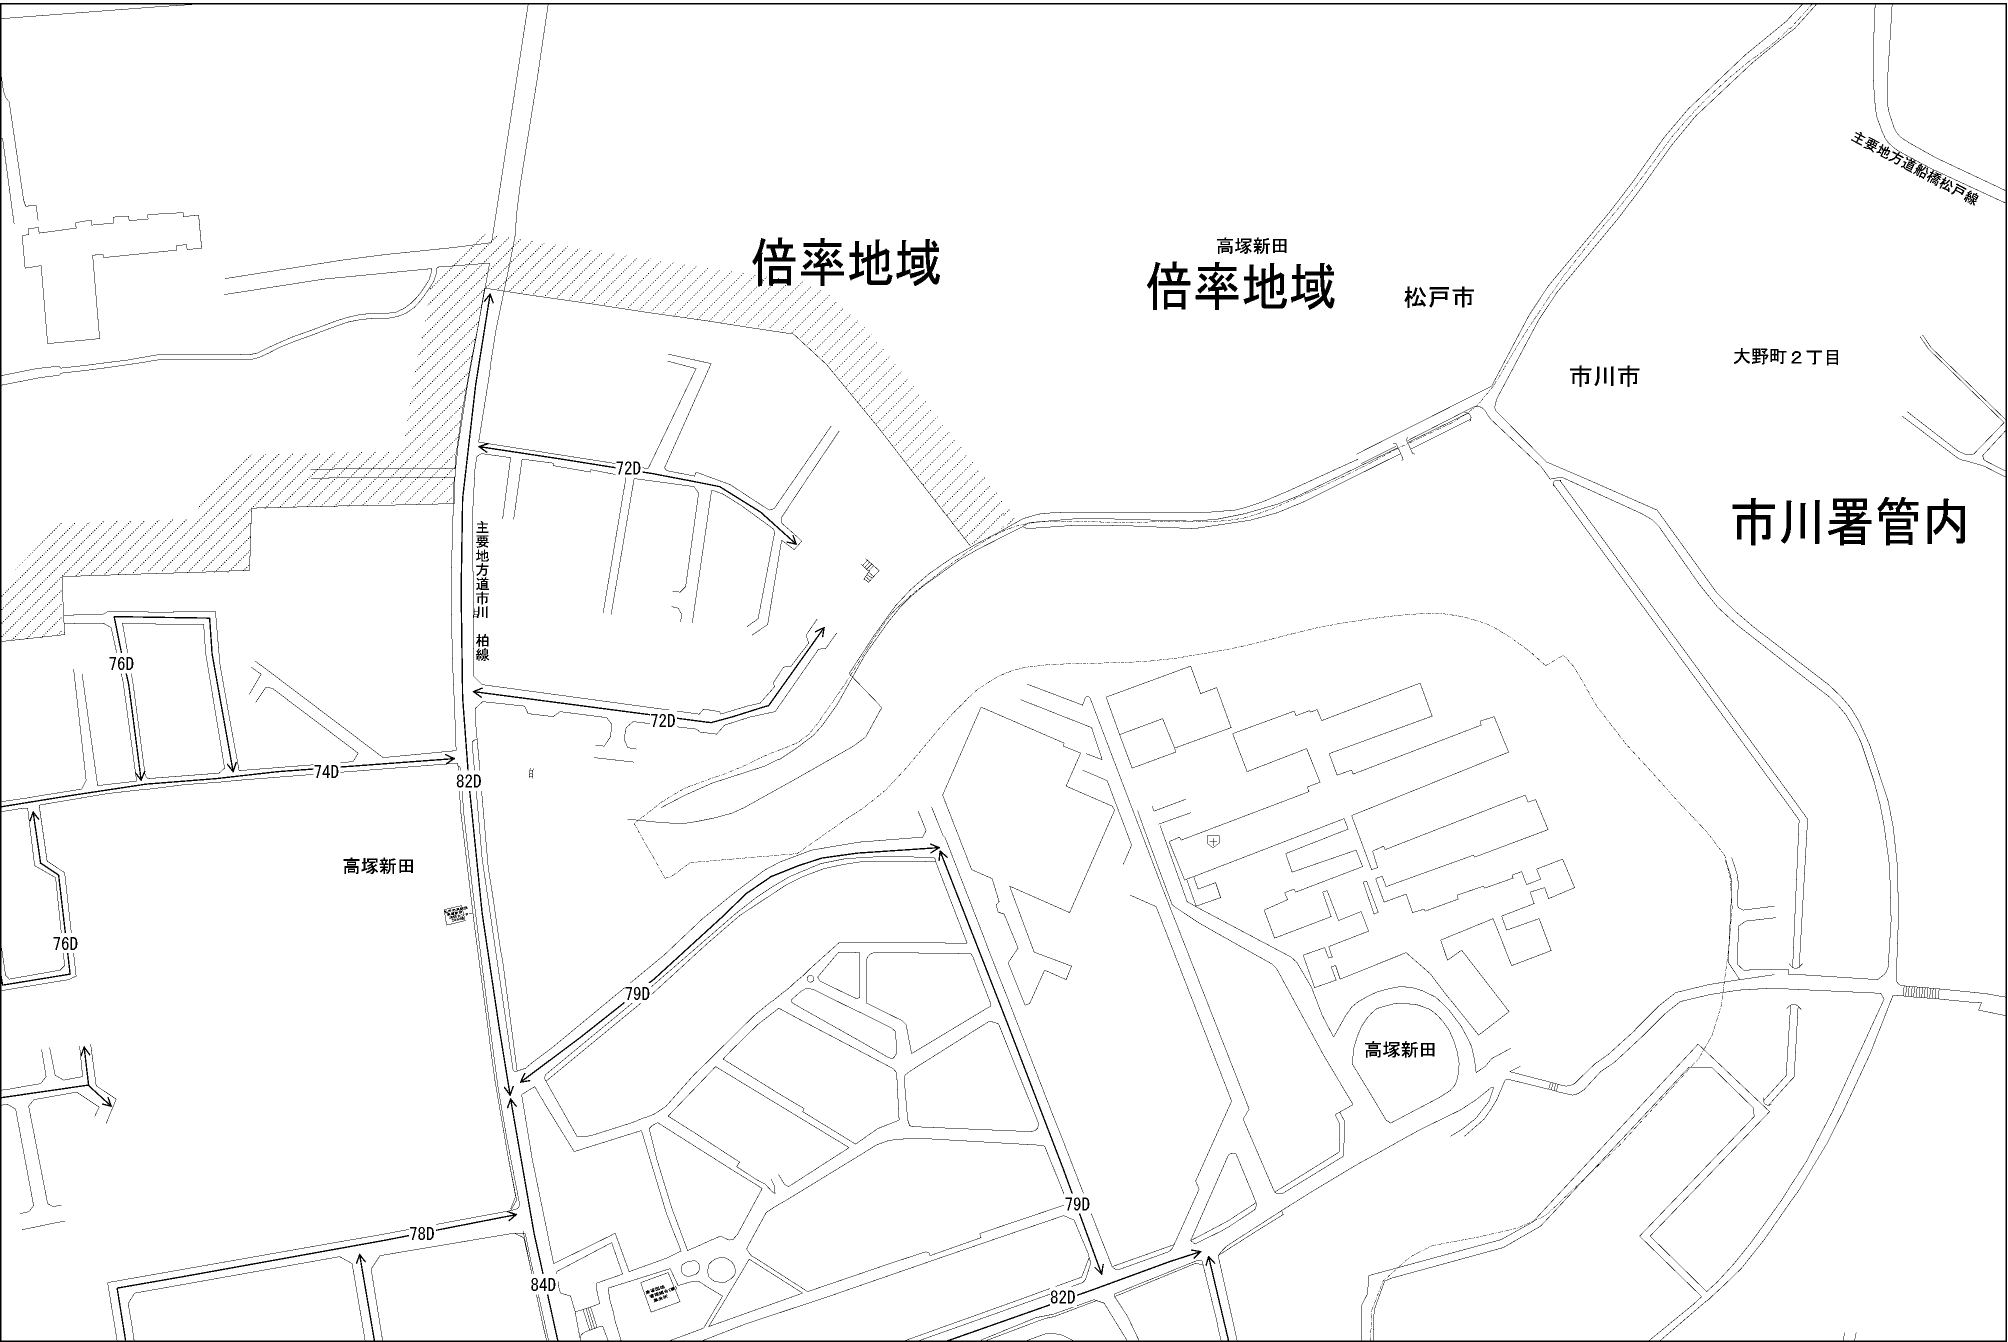 主要地方道船橋松戸線
倍率地域
高塚新田
倍率地域
松戸市
市川市
大野町２丁目
72D
市川署管内
主要地方道市川　柏線
76D
72D
74D
82D
高塚新田
76D
79D
高塚新田
79D
78D
84D
82D